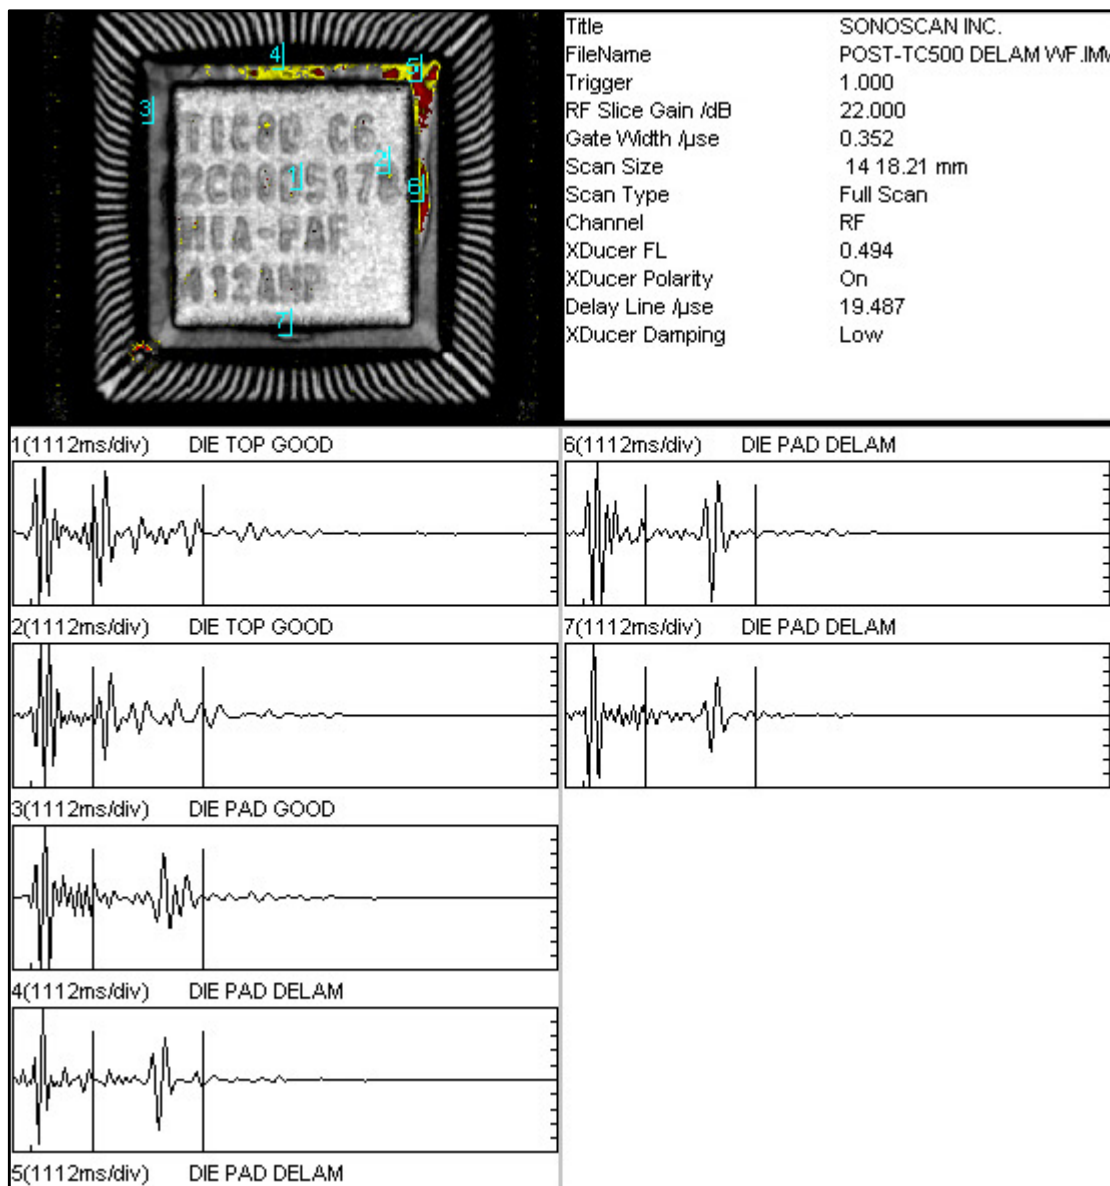 Title SONOSCAN INC.
FileName POST-TC500 DELAM WF.IM
Trigger 1.000
RF Slice Gain /dB 22.000
Gate Width /µse 0.352
Scan Size 14 18.21 mm
Scan Type Full Scan
Channel RF
XDucer FL 0.494
XDucer Polarity On
Delay Line /µse 19.487
XDucer Damping Low
4
5
3
2
1
6
7
1(1112ms/div) DIE TOP GOOD
2(1112ms/div) DIE TOP GOOD
3(1112ms/div) DIE PAD GOOD
4(1112ms/div) DIE PAD DELAM
5(1112ms/div) DIE PAD DELAM
6(1112ms/div) DIE PAD DELAM
7(1112ms/div) DIE PAD DELAM